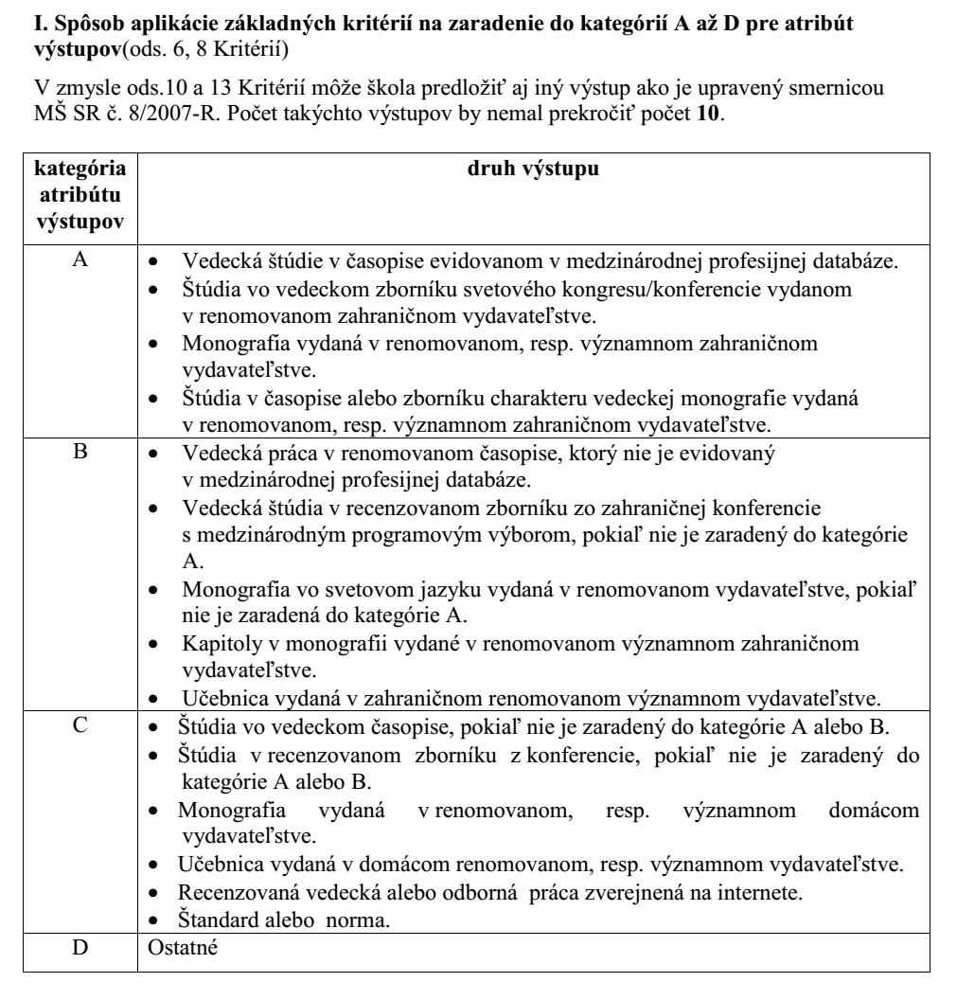 I. Spôsob aplikácie základných kritérií na zaradenie do kategórií A až D pre atribút
výstupov(ods. 6, 8 Kritérií)
V zmysle ods.10 a 13 Kritérií môže škola predložiť aj iný výstup ako je upravený smernicou
MŠ SR č. 8/2007-R. Počet takýchto výstupov by nemal prekročiť počet 10.
kategória
atribútu
výstupov
druh výstupu
A
• Vedecká štúdie v časopise evidovanom v medzinárodnej profesijnej databáze.
• Štúdia vo vedeckom zborníku svetového kongresu/konferencie vydanom
v renomovanom zahraničnom vydavateľstve.
• Monografia vydaná v renomovanom, resp. významnom zahraničnom
vydavateľstve.
• Štúdia v časopise alebo zborníku charakteru vedeckej monografie vydaná
v renomovanom, resp. významnom zahraničnom vydavateľstve.
B
• Vedecká práca v renomovanom časopise, ktorý nie je evidovaný
v medzinárodnej profesijnej databáze.
• Vedecká štúdia v recenzovanom zborníku zo zahraničnej konferencie
s medzinárodným programovým výborom, pokiaľ nie je zaradený do kategórie
A.
• Monografia vo svetovom jazyku vydaná v renomovanom vydavateľstve, pokiaľ
nie je zaradená do kategórie A.
• Kapitoly v monografii vydané v renomovanom významnom zahraničnom
vydavateľstve.
• Učebnica vydaná v zahraničnom renomovanom významnom vydavateľstve.
C
• Štúdia vo vedeckom časopise, pokiaľ nie je zaradený do kategórie A alebo B.
• Štúdia v recenzovanom zborníku z konferencie, pokiaľ nie je zaradený do
kategórie A alebo B.
• Monografia vydaná v renomovanom, resp. významnom domácom
vydavateľstve.
• Učebnica vydaná v domácom renomovanom, resp. významnom vydavateľstve.
• Recenzovaná vedecká alebo odborná práca zverejnená na internete.
• Štandard alebo norma.
D
Ostatné